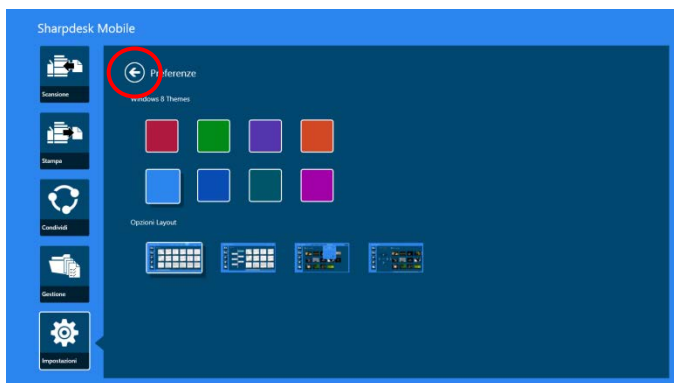 Sharpdesk Mobile
Scansione
Preferenze
Windows 8 Themes
Stampa
Condividi
Opzioni Layout
Gestione
Impostazioni